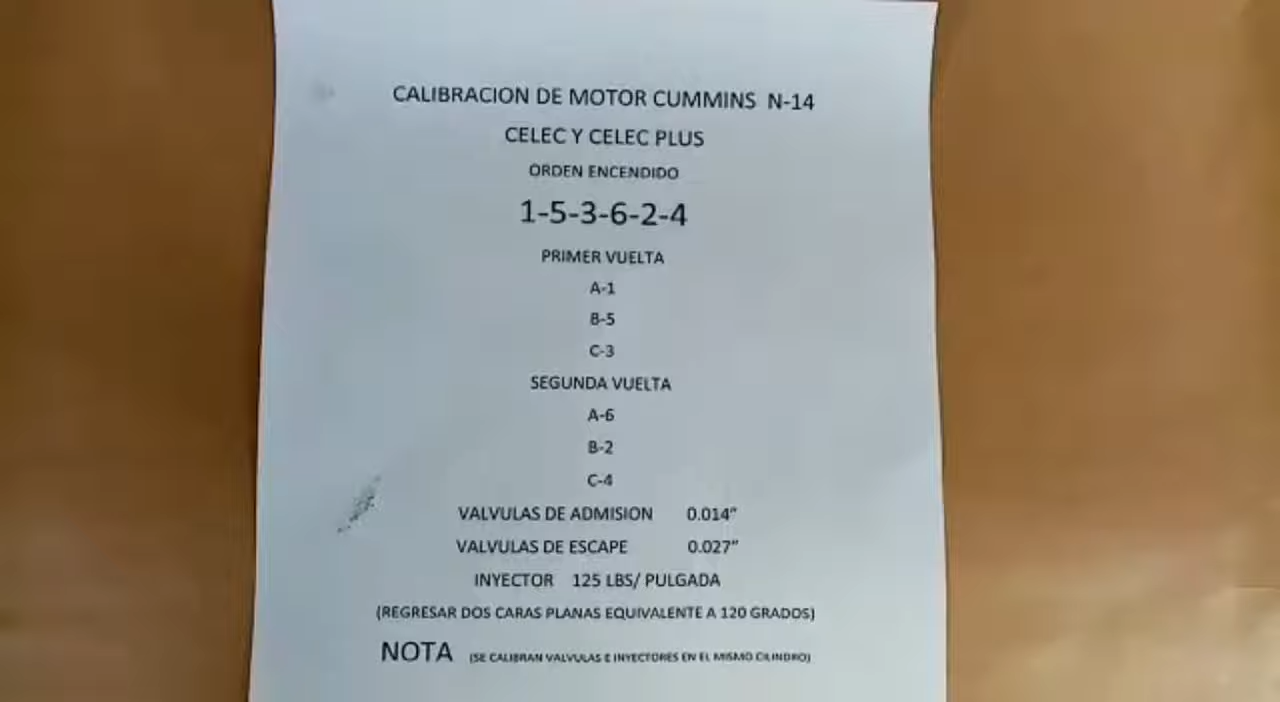 CALIBRACION DE MOTOR CUMMINS N-14
CELEC Y CELEC PLUS
ORDEN ENCENDIDO
1-5-3-6-2-4
PRIMER VUELTA
A-1
B-5
C-3
SEGUNDA VUELTA
A-6
B-2
C-4
VALVULAS DE ADMISION 0.014”
VALVULAS DE ESCAPE 0.027”
INYECTOR 125 LBS/ PULGADA
(REGRESAR DOS CARAS PLANAS EQUIVALENTE A 120 GRADOS)
NOTA (SE CALIBRAN VALVULAS E INYECTORES EN EL MISMO CILINDRO)